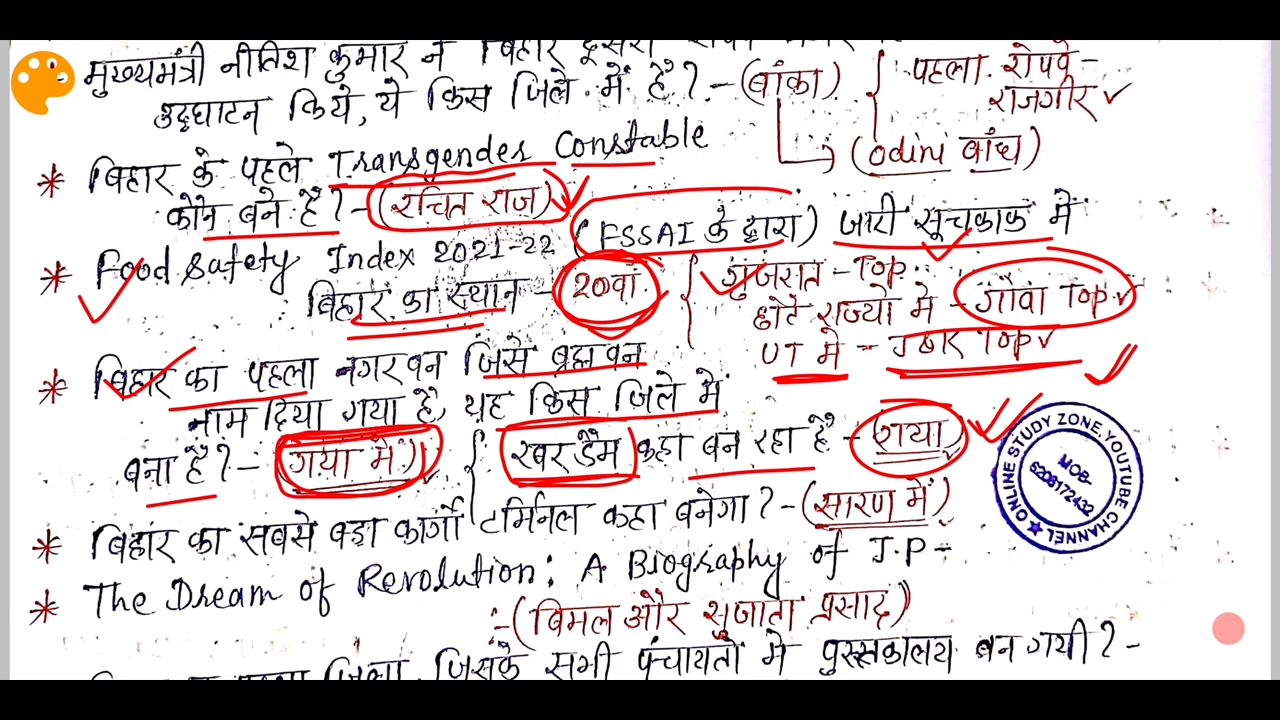 मुख्यमंत्री नीतिश कुमार ने बिहार दूसरा
उद्घाटन किये, ये किस जिले में है? - (बांका) { पहला रोपवे -
राजगीर ✓
(Odini बांध)
* बिहार के पहले Transgender Constable
कौन बने है? - (रचित राज)
* Food Safety Index 2021-22 (FSSAI के द्वारा) जारी सूचकांक में
बिहार का स्थान - 20वां. { गुजरात - Top.
छोटे राज्यो मे - गोवा Top ✓
UT मे - J&K Top ✓
* बिहार का पहला नगर वन जिसे ब्रह्म वन
नाम दिया गया है, यह किस जिले में
बना है? - (गया में) { रबर डैम कहा बन रहा है - (गया)
* बिहार का सबसे बड़ा कार्गो टर्मिनल कहा बनेगा? - (सारण में)
* The Dream of Revolution: A Biography of J.P -
:- (बिमल और सुजाता प्रसाद)
जिला जिसके सभी पंचायतो मे पुस्तकालय बन गयी? -
ONLINE STUDY ZONE, YOUTUBE CHANNEL ★
MOB-
6206172432